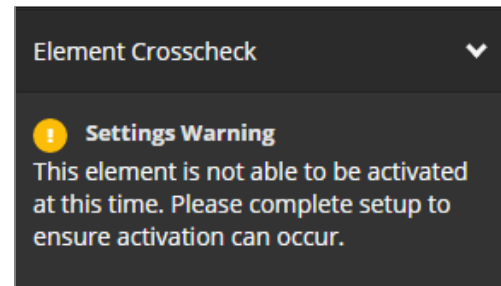 Element Crosscheck
Settings Warning
This element is not able to be activated
at this time. Please complete setup to
ensure activation can occur.